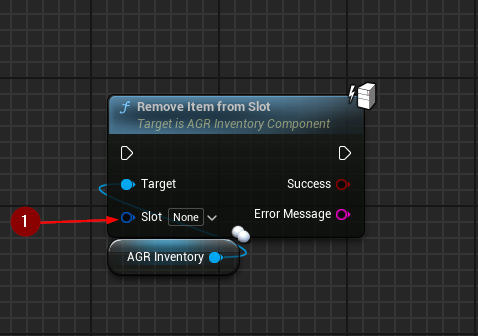 Remove Item from Slot
Target is AGR Inventory Component
Target
Success
1
Slot None
Error Message
AGR Inventory